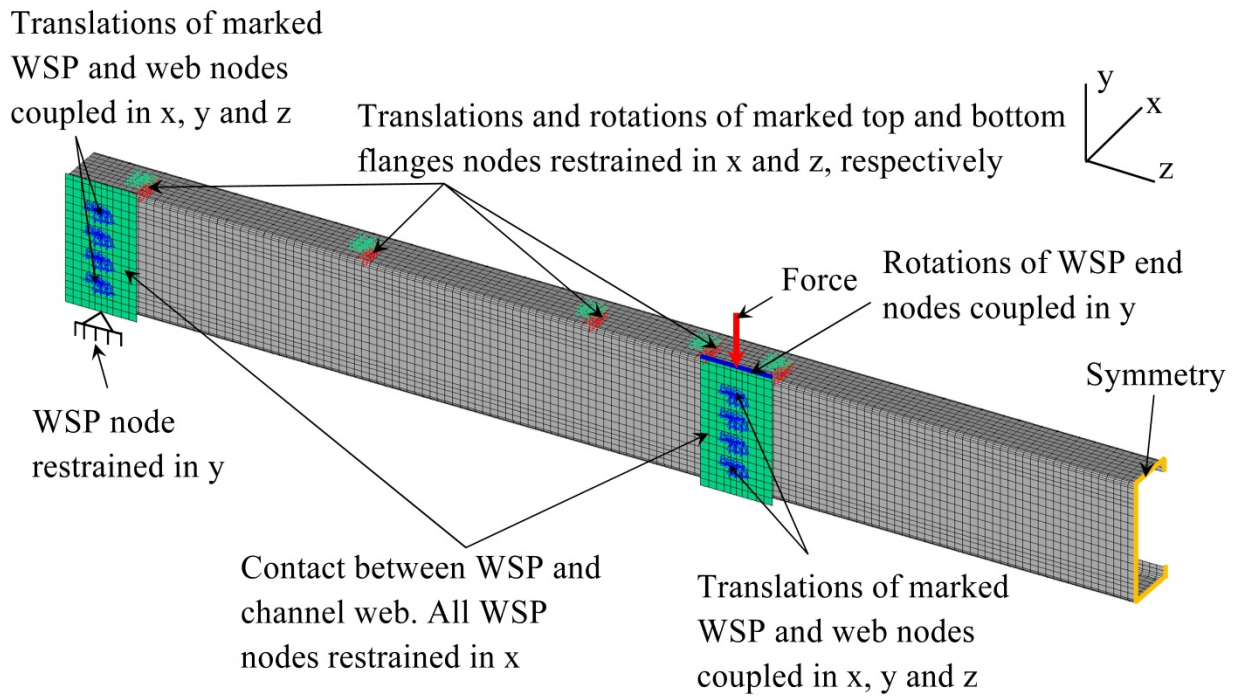 Translations of marked
WSP and web nodes
coupled in x, y and z
Translations and rotations of marked top and bottom
flanges nodes restrained in x and z, respectively
y
x
z
Force
Rotations of WSP end
nodes coupled in y
Symmetry
WSP node
restrained in y
Contact between WSP and
channel web. All WSP
nodes restrained in x
Translations of marked
WSP and web nodes
coupled in x, y and z